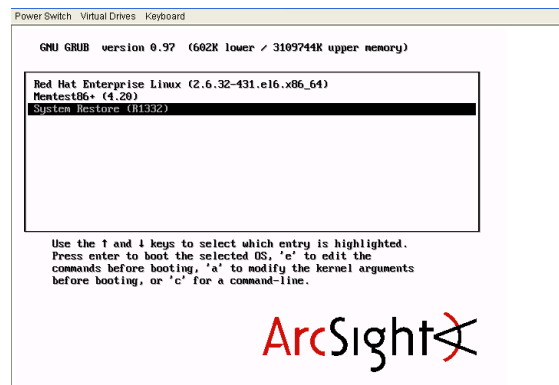 Power Switch Virtual Drives Keyboard
GNU GRUB version 0.97 (602K lower / 3109744K upper memory)
Red Hat Enterprise Linux (2.6.32-431.el6.x86_64)
Memtest86+ (4.20)
System Restore (R1332)
Use the ↑ and ↓ keys to select which entry is highlighted.
Press enter to boot the selected OS, 'e' to edit the
commands before booting, 'a' to modify the kernel arguments
before booting, or 'c' for a command-line.
ArcSight